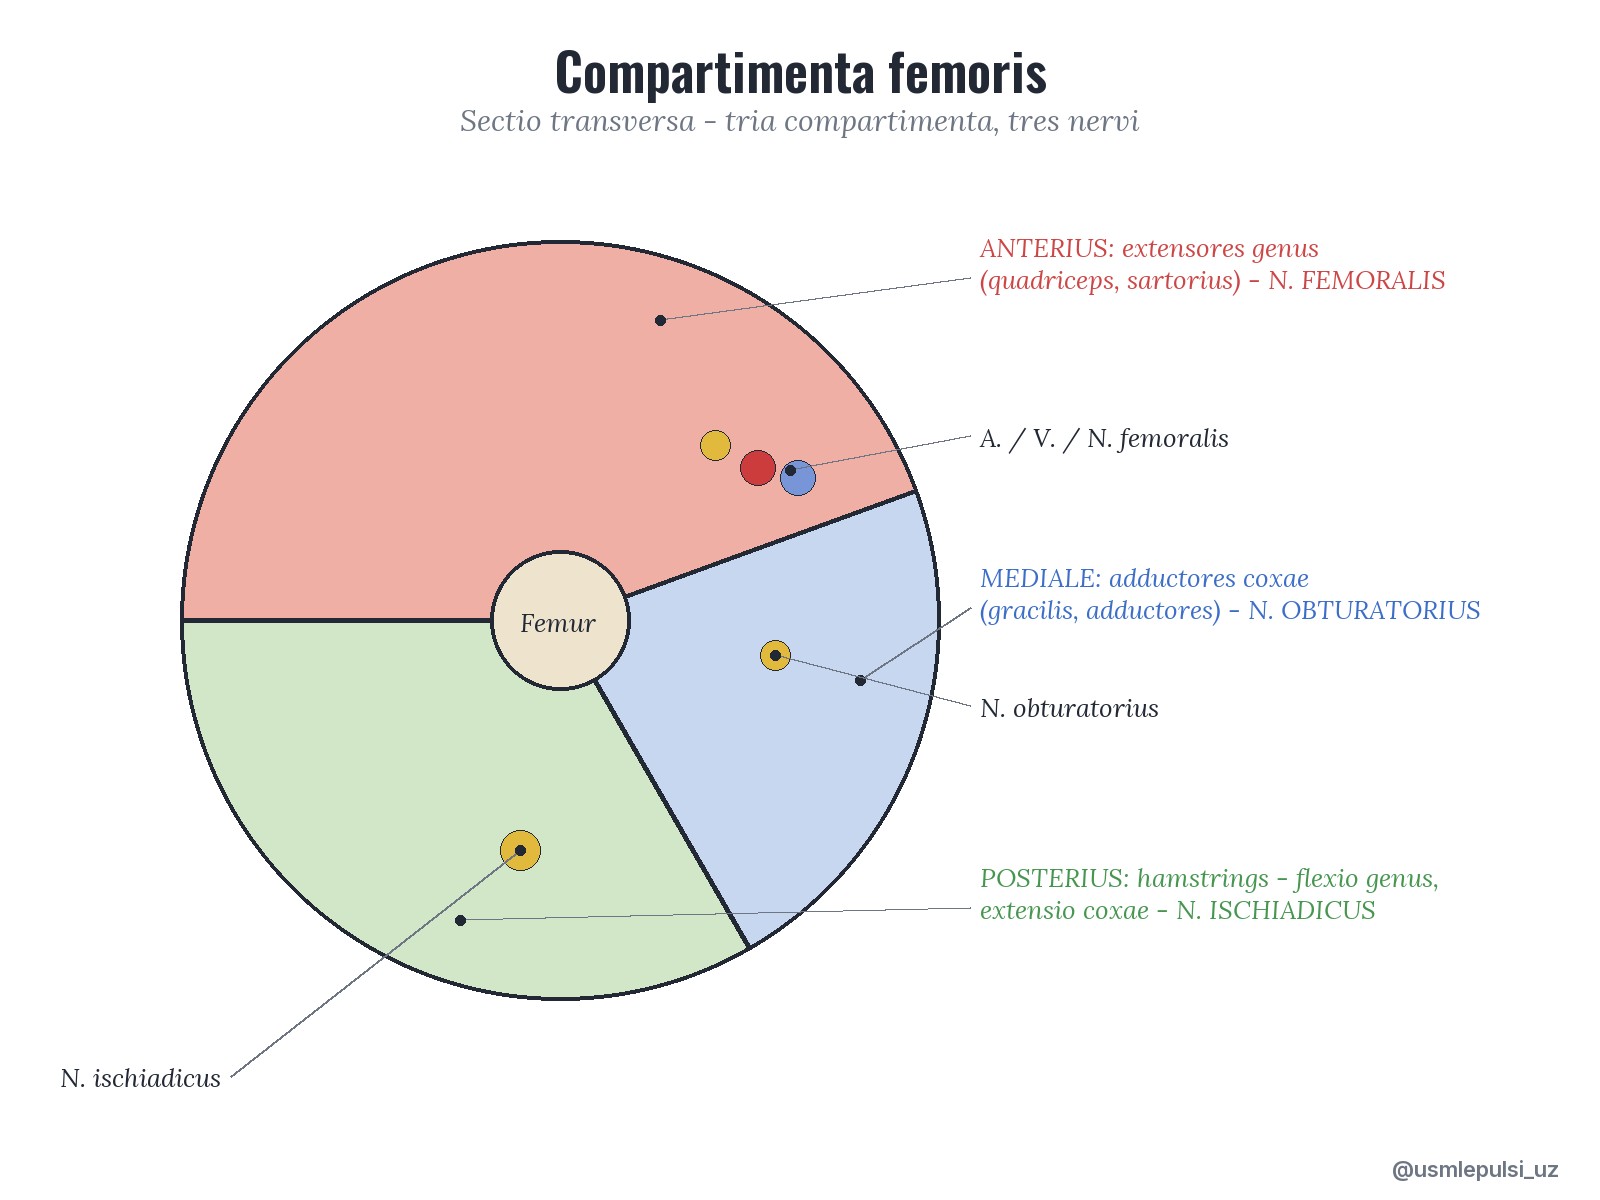 Compartimenta femoris
Sectio transversa - tria compartimenta, tres nervi
ANTERIUS: extensores genus
(quadriceps, sartorius) - N. FEMORALIS
A. / V. / N. femoralis
MEDIALE: adductores coxae
(gracilis, adductores) - N. OBTURATORIUS
Femur
N. obturatorius
POSTERIUS: hamstrings - flexio genus,
extensio coxae - N. ISCHIADICUS
N. ischiadicus
@usmlepulsi_uz